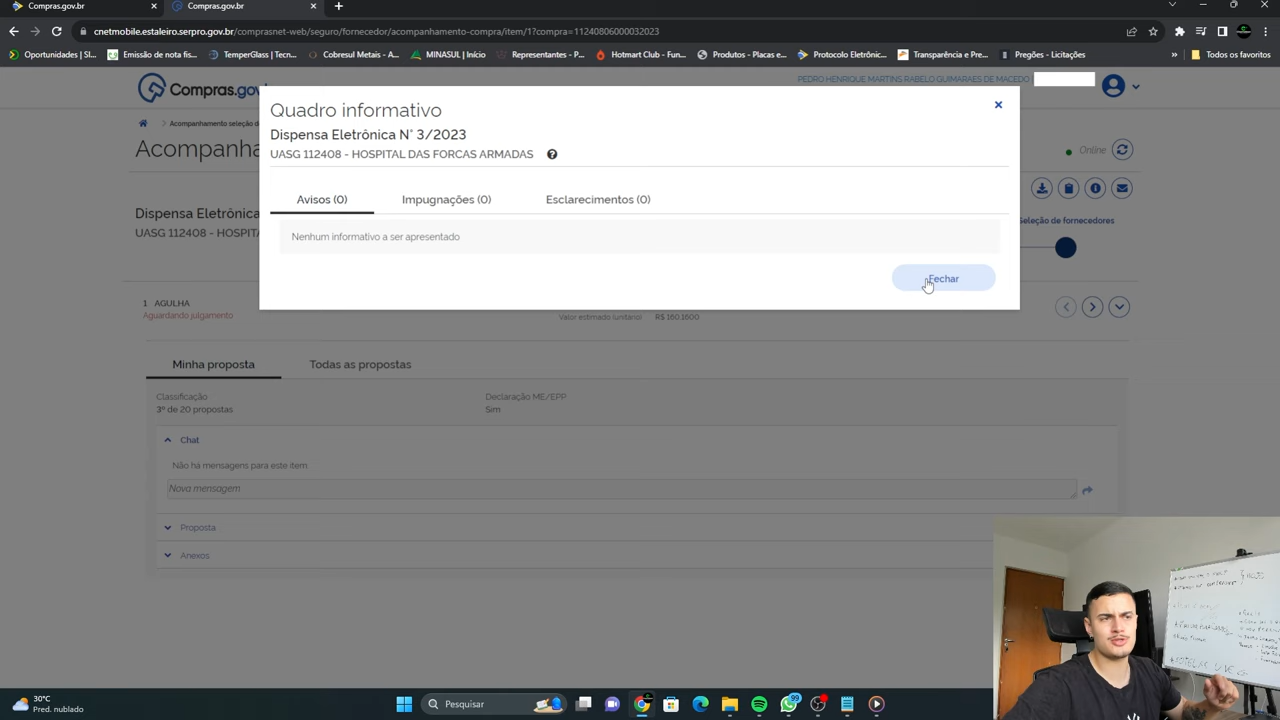 Compras.gov.br
Compras.gov.br
cnetmobile.estaleiro.serpro.gov.br/comprasnet-web/seguro/fornecedor/acompanhamento-compra/item/1?compra=11240806000032023
Oportunidades | Sl...
Emissão de nota fis...
TemperGlass | Tecn...
Cobresul Metais - A...
MINASUL | Início
Representantes - P...
Hotmart Club - Fun...
Produtos - Placas e...
Protocolo Eletrônic...
Transparência e Pre...
Pregões - Licitações
Todos os favoritos
Compras.gov
PEDRO HENRIQUE MARTINS RABELO GUIMARAES DE MACEDO
Quadro informativo
Dispensa Eletrônica N° 3/2023
UASG 112408 - HOSPITAL DAS FORCAS ARMADAS
Avisos (0)
Impugnações (0)
Esclarecimentos (0)
Nenhum informativo a ser apresentado
Fechar
Acompanhamento seleção d
Acompanha
Online
Dispensa Eletrônica
UASG 112408 - HOSPIT
Seleção de fornecedores
1 AGULHA
Aguardando julgamento
Valor estimado (unitário) R$ 160,1600
Minha proposta
Todas as propostas
Classificação
3º de 20 propostas
Declaração ME/EPP
Sim
Chat
Não há mensagens para este item
Nova mensagem
Proposta
Anexos
30°C
Pred. nublado
Pesquisar
99